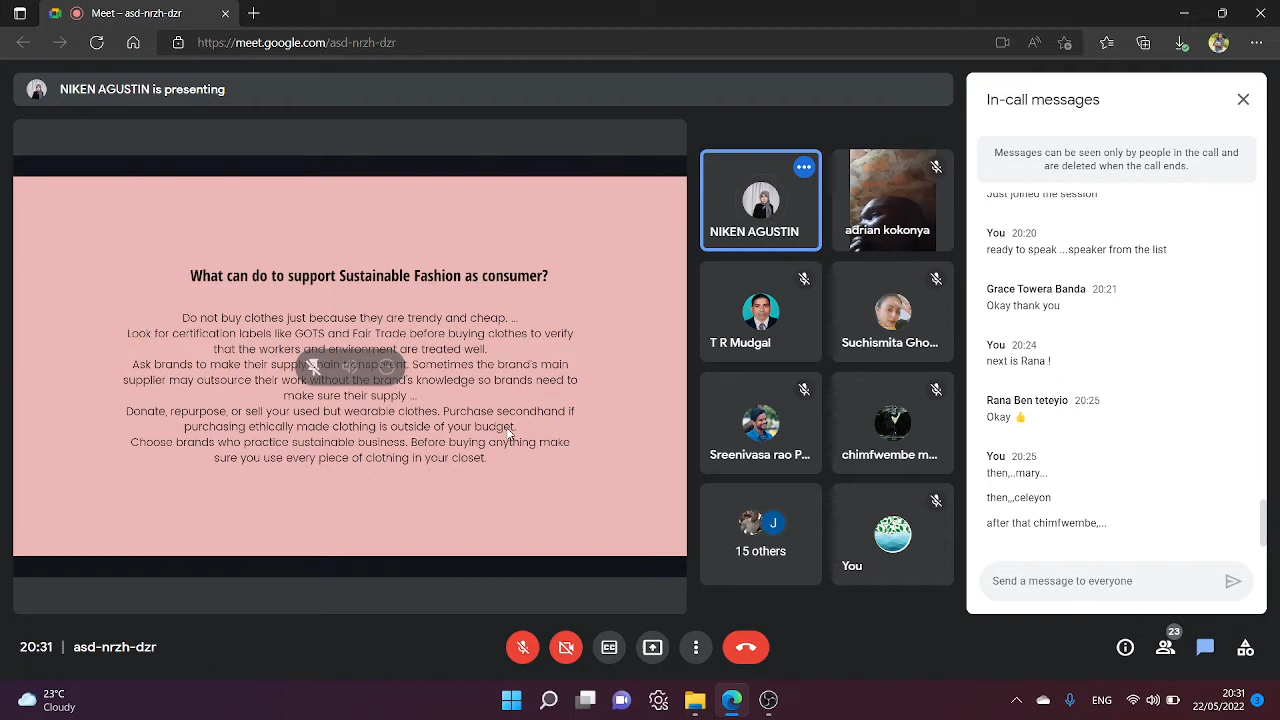 Meet – asd-nrzh-dzr
https://meet.google.com/asd-nrzh-dzr
NIKEN AGUSTIN is presenting
What can do to support Sustainable Fashion as consumer?
Do not buy clothes just because they are trendy and cheap. ...
Look for certification labels like GOTS and Fair Trade before buying clothes to verify
that the workers and environment are treated well.
Ask brands to make their supply chain transparent. Sometimes the brand's main
supplier may outsource their work without the brand's knowledge so brands need to
make sure their supply ...
Donate, repurpose, or sell your used but wearable clothes. Purchase secondhand if
purchasing ethically made clothing is outside of your budget.
Choose brands who practice sustainable business. Before buying anything make
sure you use every piece of clothing in your closet.
NIKEN AGUSTIN
adrian kokonya
T R Mudgal
Suchismita Gho...
Sreenivasa rao P...
chimfwembe m...
J
15 others
You
In-call messages
Messages can be seen only by people in the call and
are deleted when the call ends.
Just joined the session
You 20:20
ready to speak ...speaker from the list
Grace Towera Banda 20:21
Okay thank you
You 20:24
next is Rana !
Rana Ben teteyio 20:25
Okay 👍
You 20:25
then,..mary...
then,,,celeyon
after that chimfwembe,...
Send a message to everyone
20:31 | asd-nrzh-dzr
23
23°C
Cloudy
ENG
20:31
22/05/2022
3